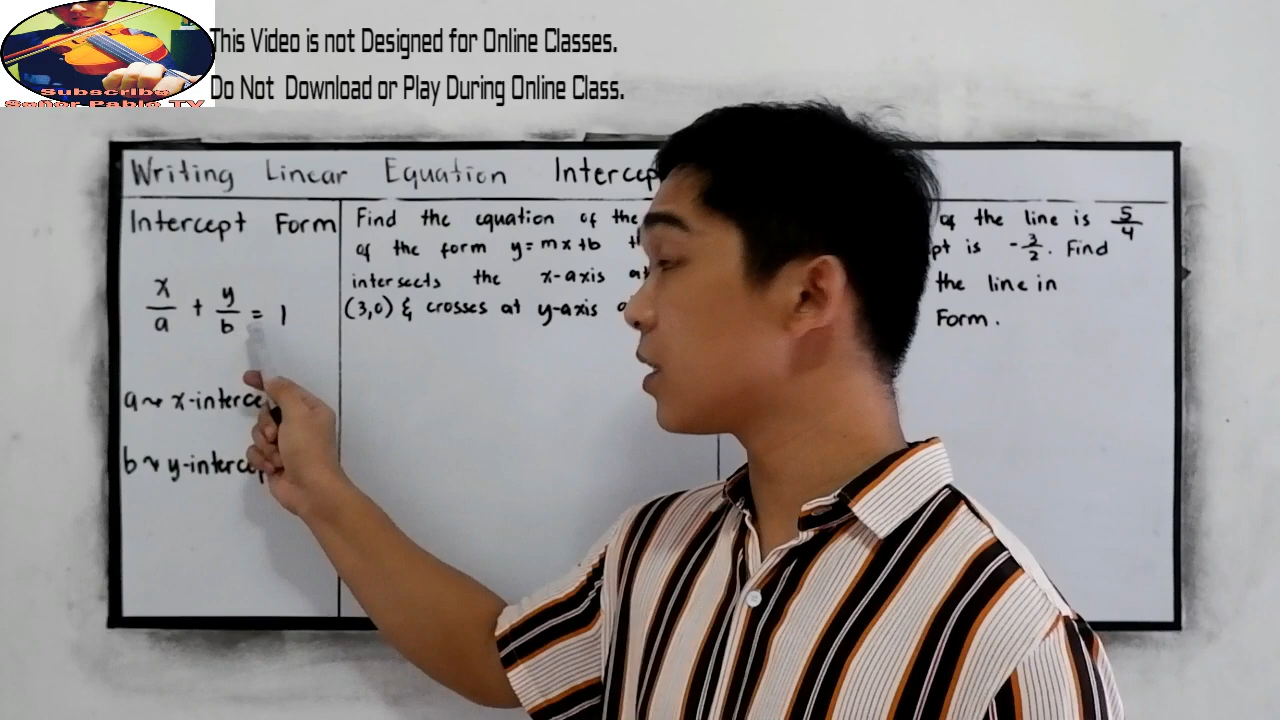 This Video is not Designed for Online Classes.
Do Not Download or Play During Online Class.
Subscribe
Señor Pablo TV
Writing Linear Equation Intercep
Intercept Form
x/a + y/b = 1
a ~ x-interce
b ~ y-intercep
Find the equation of the
of the form y=mx+b th
intersects the x-axis at
(3,0) & crosses at y-axis
of the line is 5/4
pt is -3/2. Find
the line in
Form.